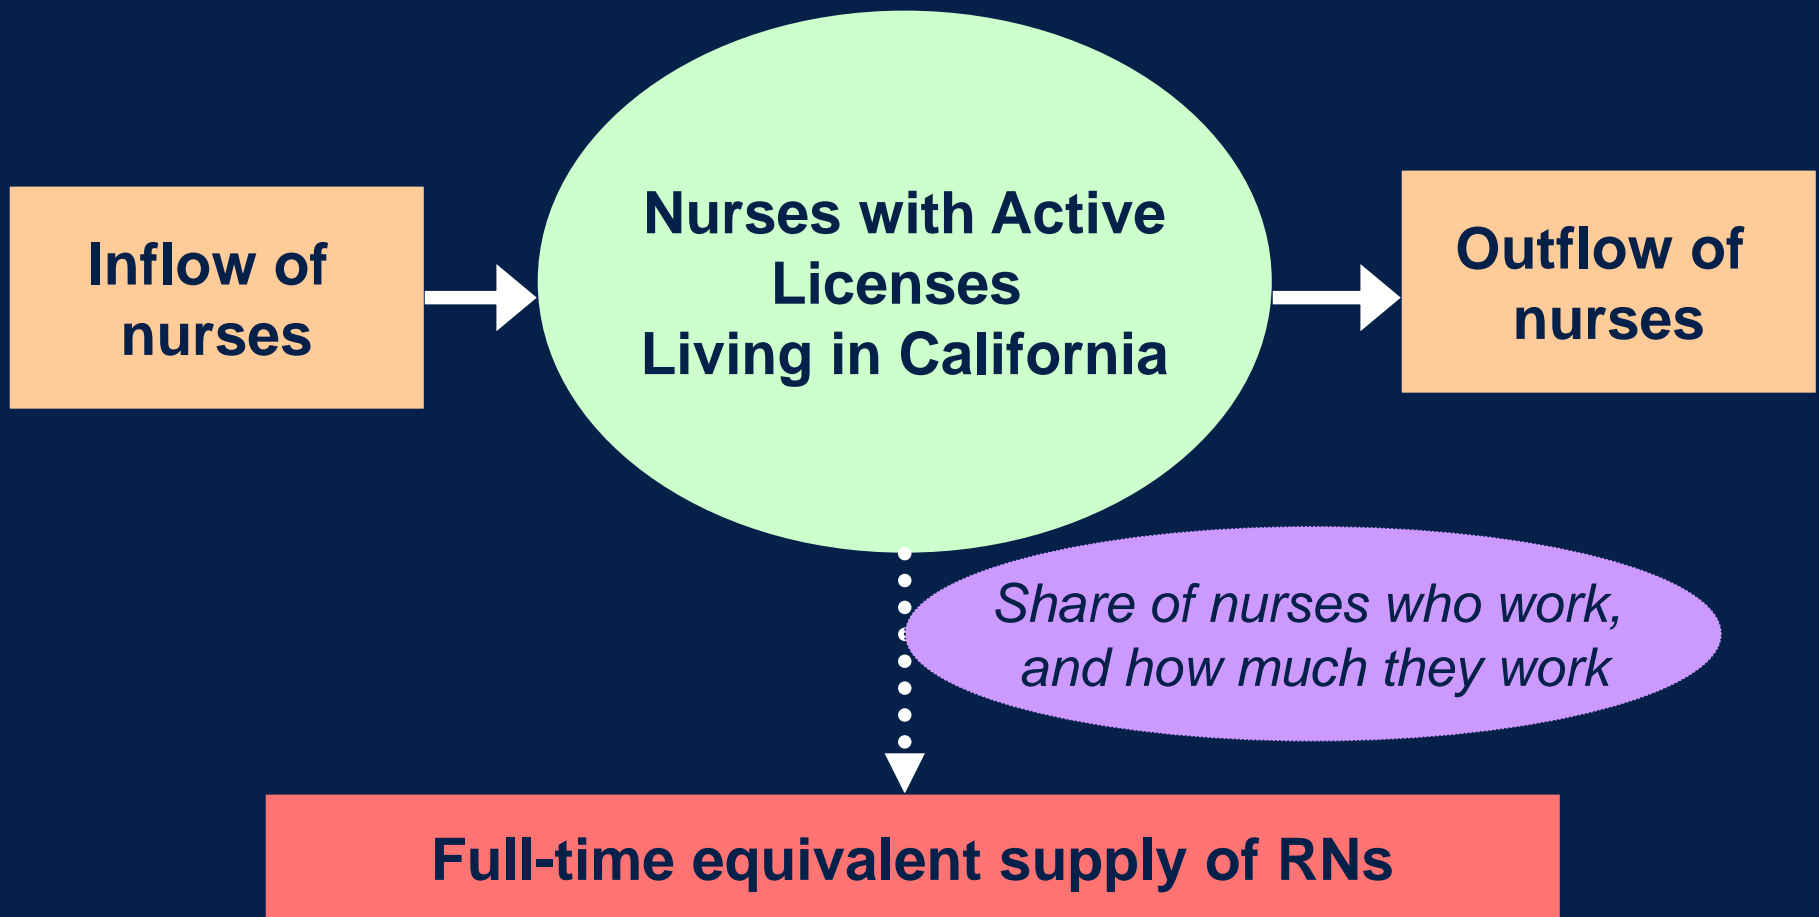 Inflow of
nurses
Nurses with Active
Licenses
Living in California
Outflow of
nurses
Share of nurses who work,
and how much they work
Full-time equivalent supply of RNs